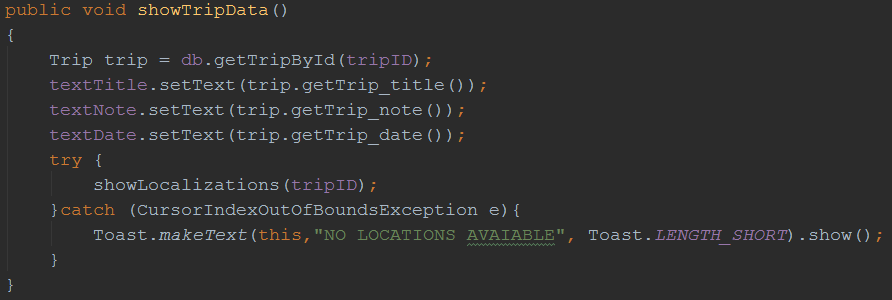 public void showTripData()
{
Trip trip = db.getTripById(tripID);
textTitle.setText(trip.getTrip_title());
textNote.setText(trip.getTrip_note());
textDate.setText(trip.getTrip_date());
try {
showLocalizations(tripID);
}catch (CursorIndexOutOfBoundsException e){
Toast.makeText(this,"NO LOCATIONS AVAIABLE", Toast.LENGTH_SHORT).show();
}
}